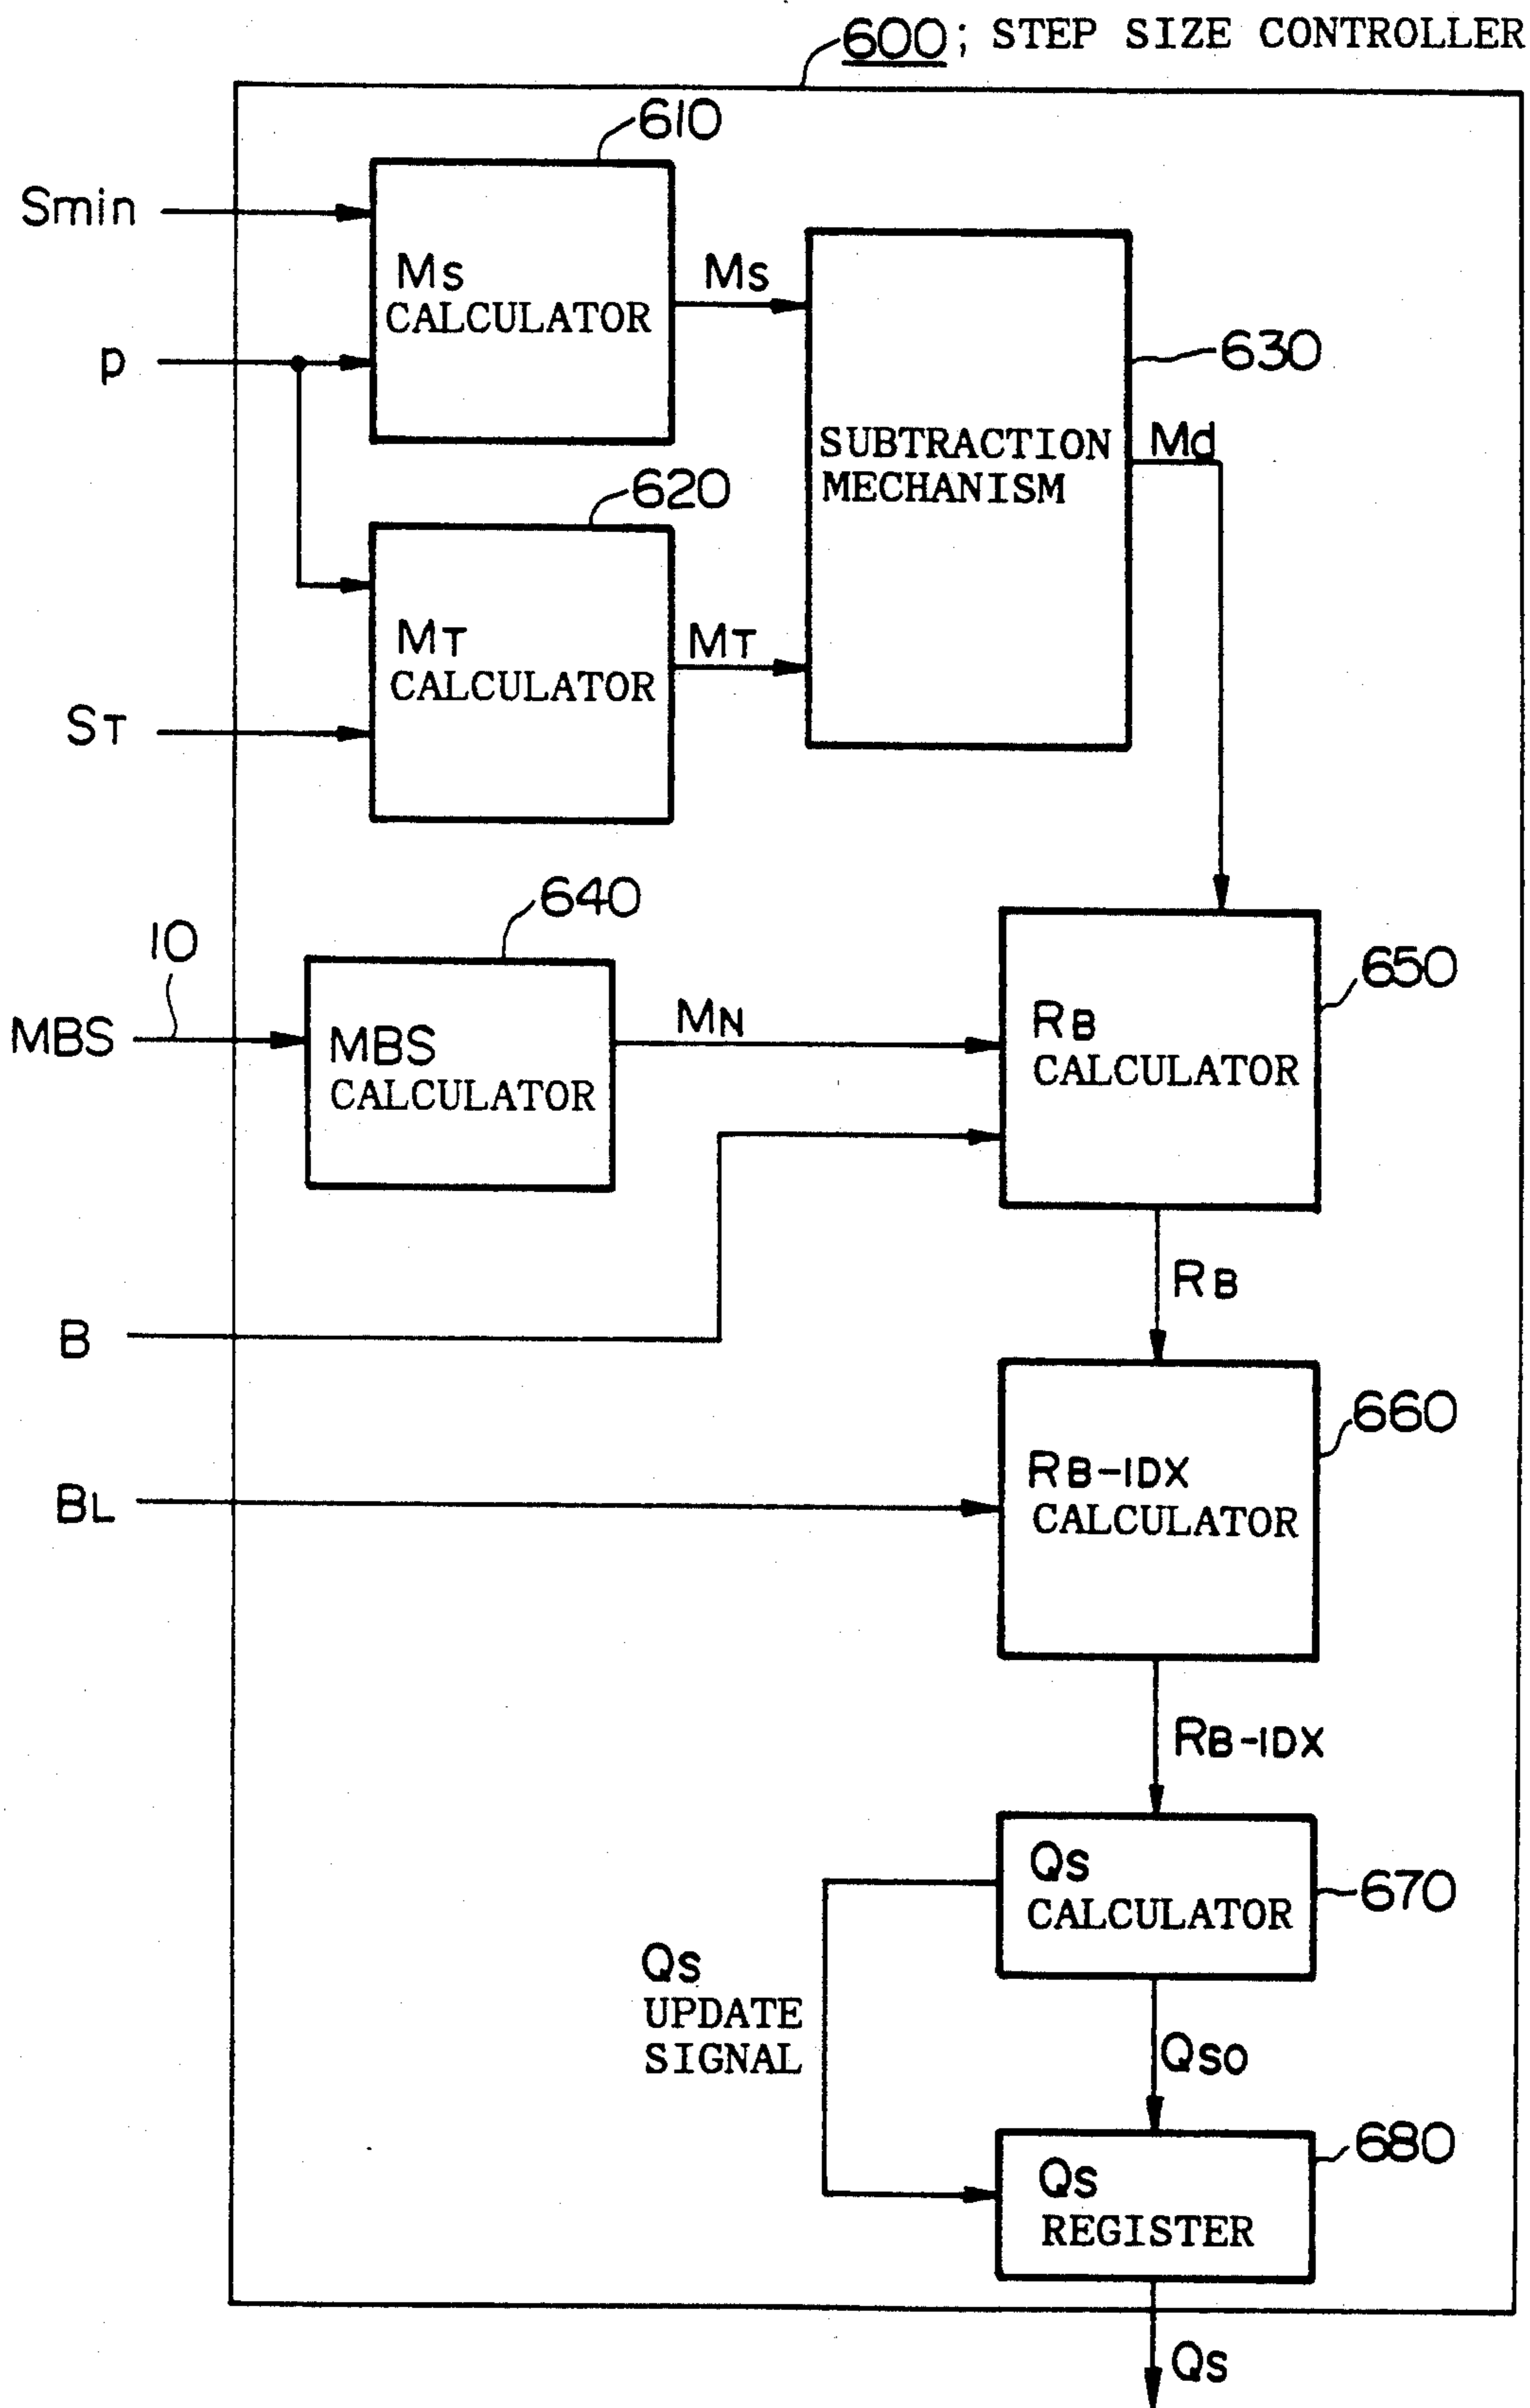 600; STEP SIZE CONTROLLER
610
Smin
Ms
CALCULATOR
Ms
p
630
SUBTRACTION
MECHANISM
Md
620
MT
CALCULATOR
MT
ST
640
10
MBS
MBS
CALCULATOR
MN
650
RB
CALCULATOR
B
RB
660
BL
RB-IDX
CALCULATOR
RB-IDX
Qs
CALCULATOR
670
Qs
UPDATE
SIGNAL
Qso
680
Qs
REGISTER
Qs